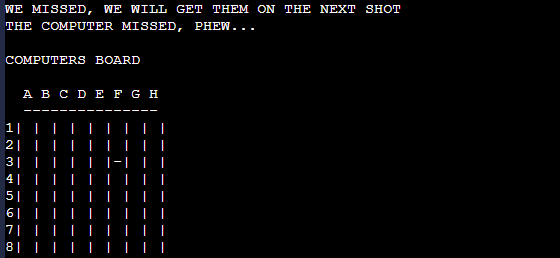 WE MISSED, WE WILL GET THEM ON THE NEXT SHOT
THE COMPUTER MISSED, PHEW...
COMPUTERS BOARD
  A B C D E F G H
  ---------------
1| | | | | | | | |
2| | | | | | | | |
3| | | | | |-| | |
4| | | | | | | | |
5| | | | | | | | |
6| | | | | | | | |
7| | | | | | | | |
8| | | | | | | | |